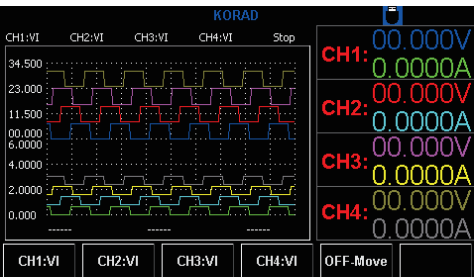 KORAD
CH1:VI CH2:VI CH3:VI CH4:VI Stop
34.500
23.000
11.500
00.000
6.0000
4.0000
2.0000
0.000
------ ------ ------
CH1: 00.000V
0.0000A
CH2: 00.000V
0.0000A
CH3: 00.000V
0.0000A
CH4: 00.000V
0.0000A
CH1:VI CH2:VI CH3:VI CH4:VI OFF-Move